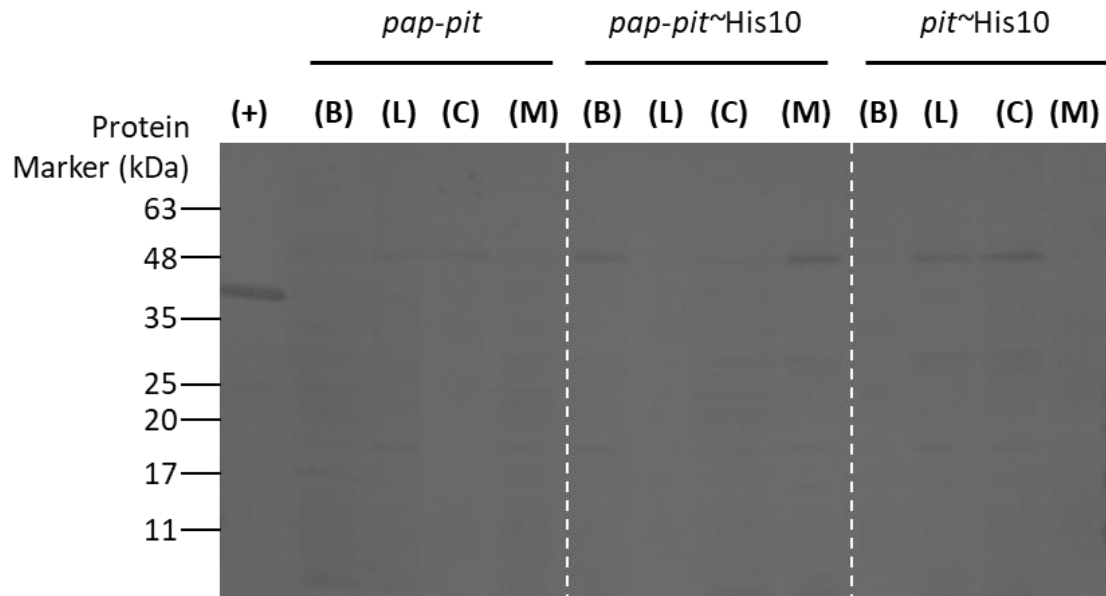 pap-pit pap-pit~His10 pit~His10
(+) (B) (L) (C) (M) (B) (L) (C) (M) (B) (L) (C) (M)
Protein
Marker (kDa)
63
48
35
25
20
17
11